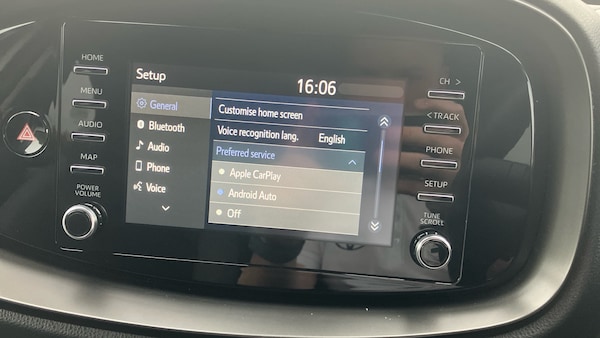 HOME
MENU
AUDIO
MAP
POWER
VOLUME
Setup
16:06
General
Bluetooth
Audio
Phone
Voice
Customise home screen
Voice recognition lang. English
Preferred service
Apple CarPlay
Android Auto
Off
CH >
< TRACK
PHONE
SETUP
TUNE
SCROLL